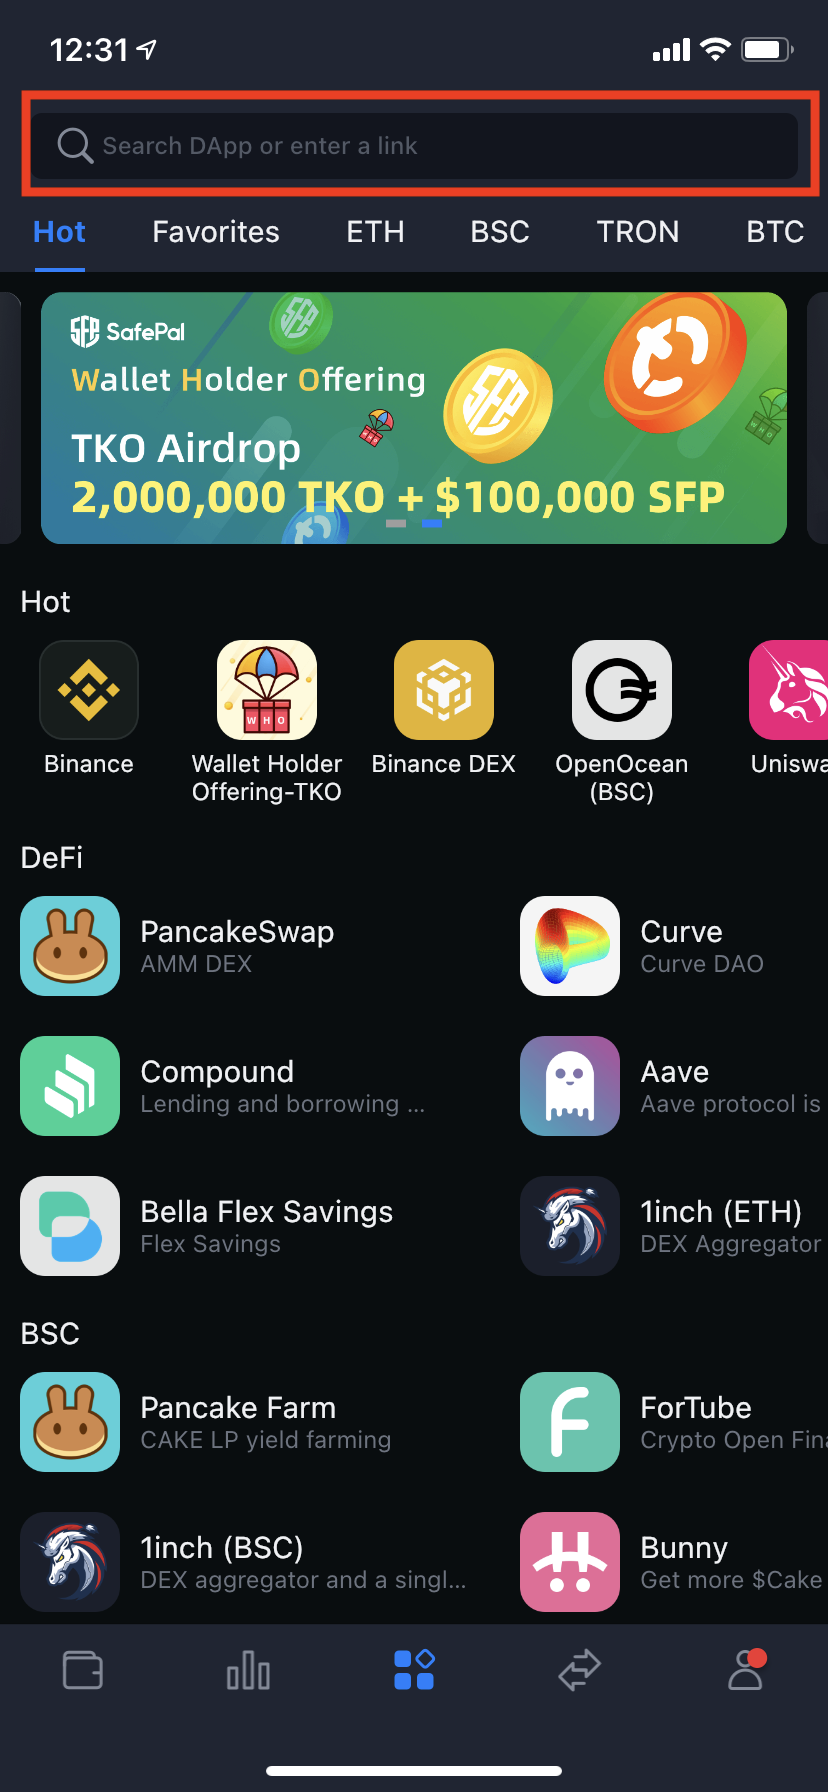 12:31
Search DApp or enter a link
Hot Favorites ETH BSC TRON BTC
SFP SafePal
Wallet Holder Offering
TKO Airdrop
2,000,000 TKO + $100,000 SFP
Hot
WHO
Binance
Wallet Holder
Offering-TKO
Binance DEX
OpenOcean
(BSC)
Uniswa
DeFi
PancakeSwap
AMM DEX
Curve
Curve DAO
Compound
Lending and borrowing ...
Aave
Aave protocol is
Bella Flex Savings
Flex Savings
1inch (ETH)
DEX Aggregator
BSC
Pancake Farm
CAKE LP yield farming
ForTube
Crypto Open Fina
1inch (BSC)
DEX aggregator and a singl...
Bunny
Get more $Cake